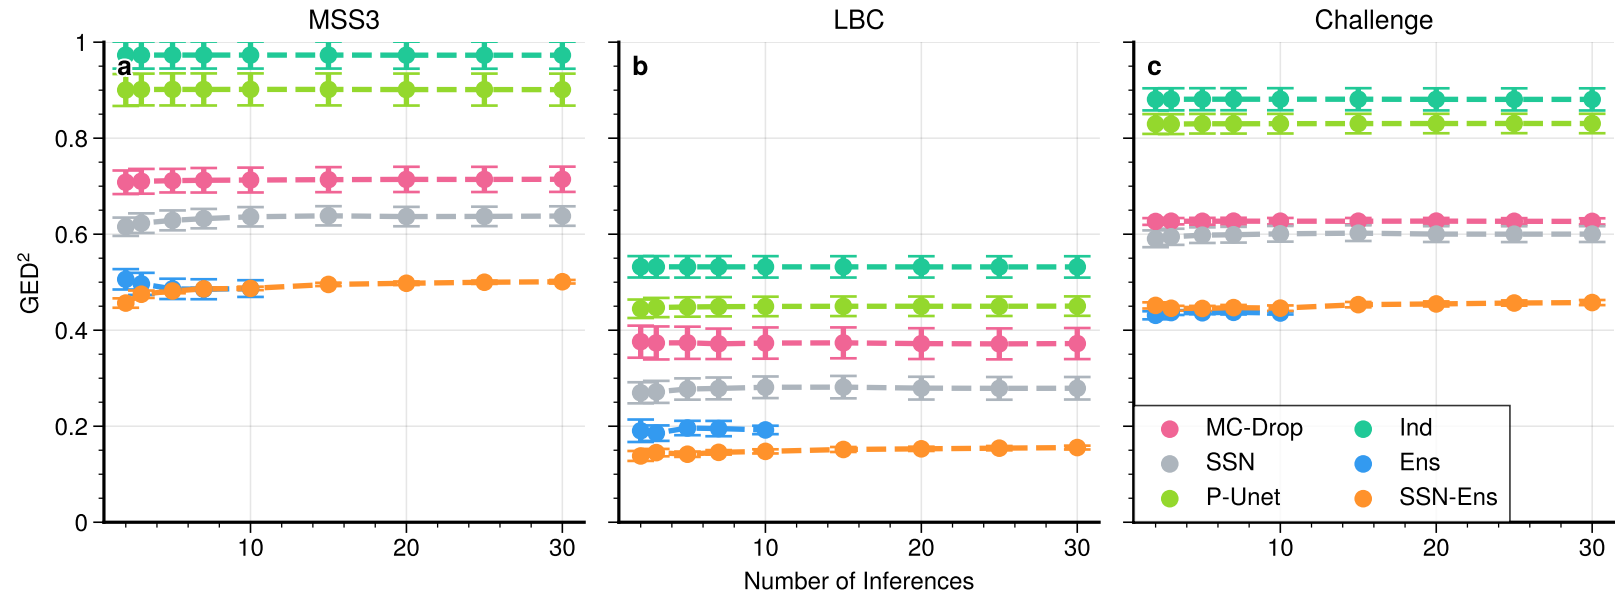 MSS3 LBC Challenge
a b c
1
0.8
0.6
0.4
0.2
0
GED²
10 20 30 10 20 30 10 20 30
Number of Inferences
MC-Drop Ind
SSN Ens
P-Unet SSN-Ens